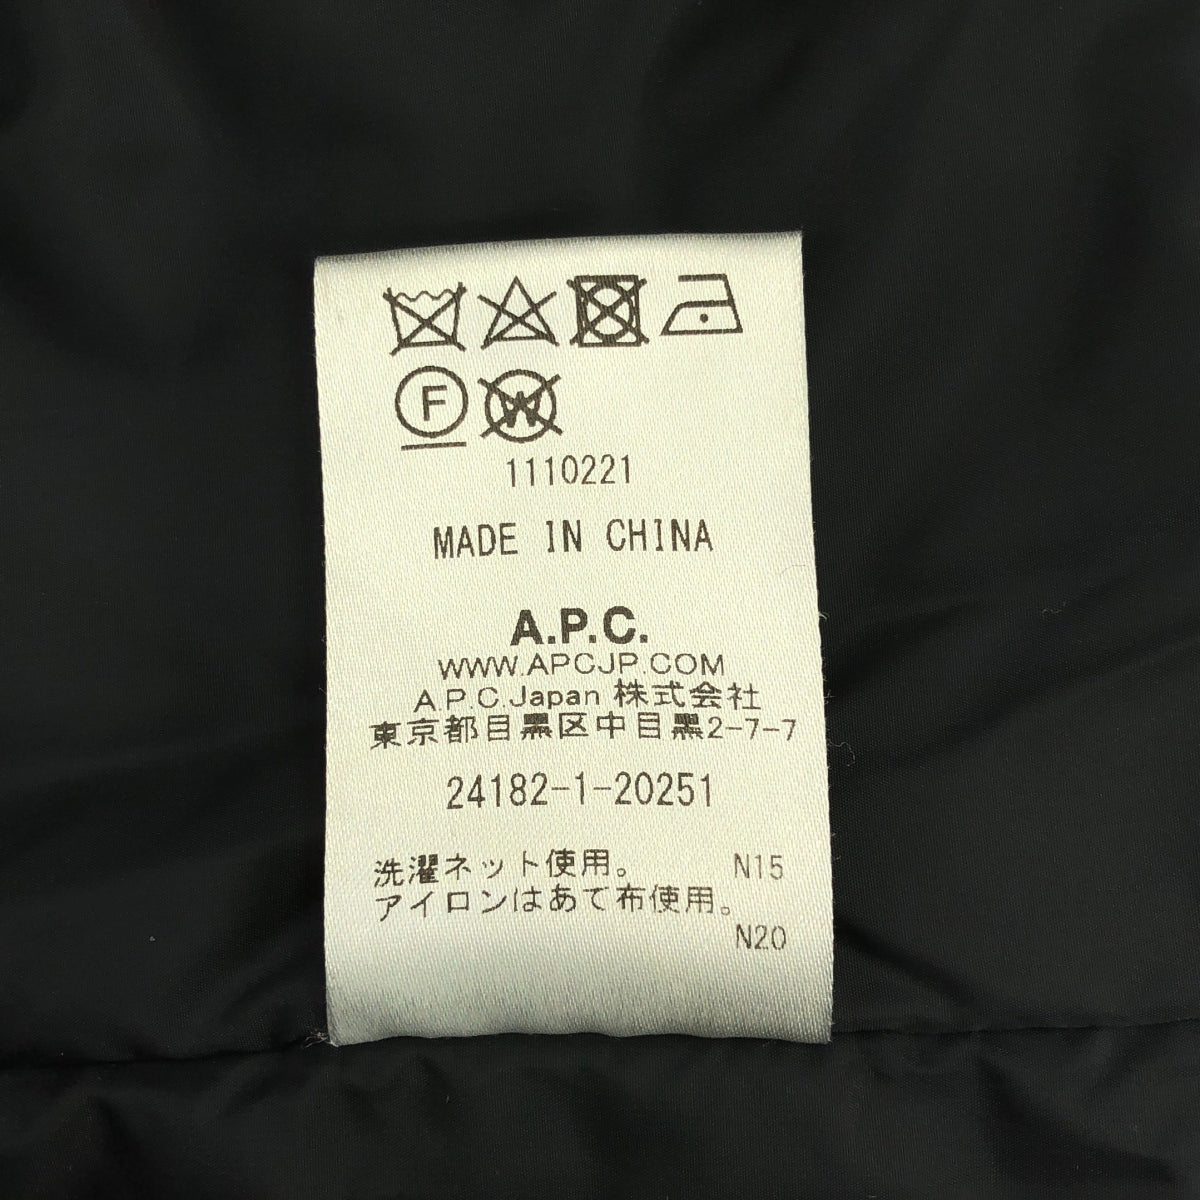 F W
1110221
MADE IN CHINA
A.P.C.
WWW.APCJP.COM
A.P.C.Japan 株式会社
東京都目黒区中目黒2-7-7
24182-1-20251
洗濯ネット使用。 N15
アイロンはあて布使用。
N20